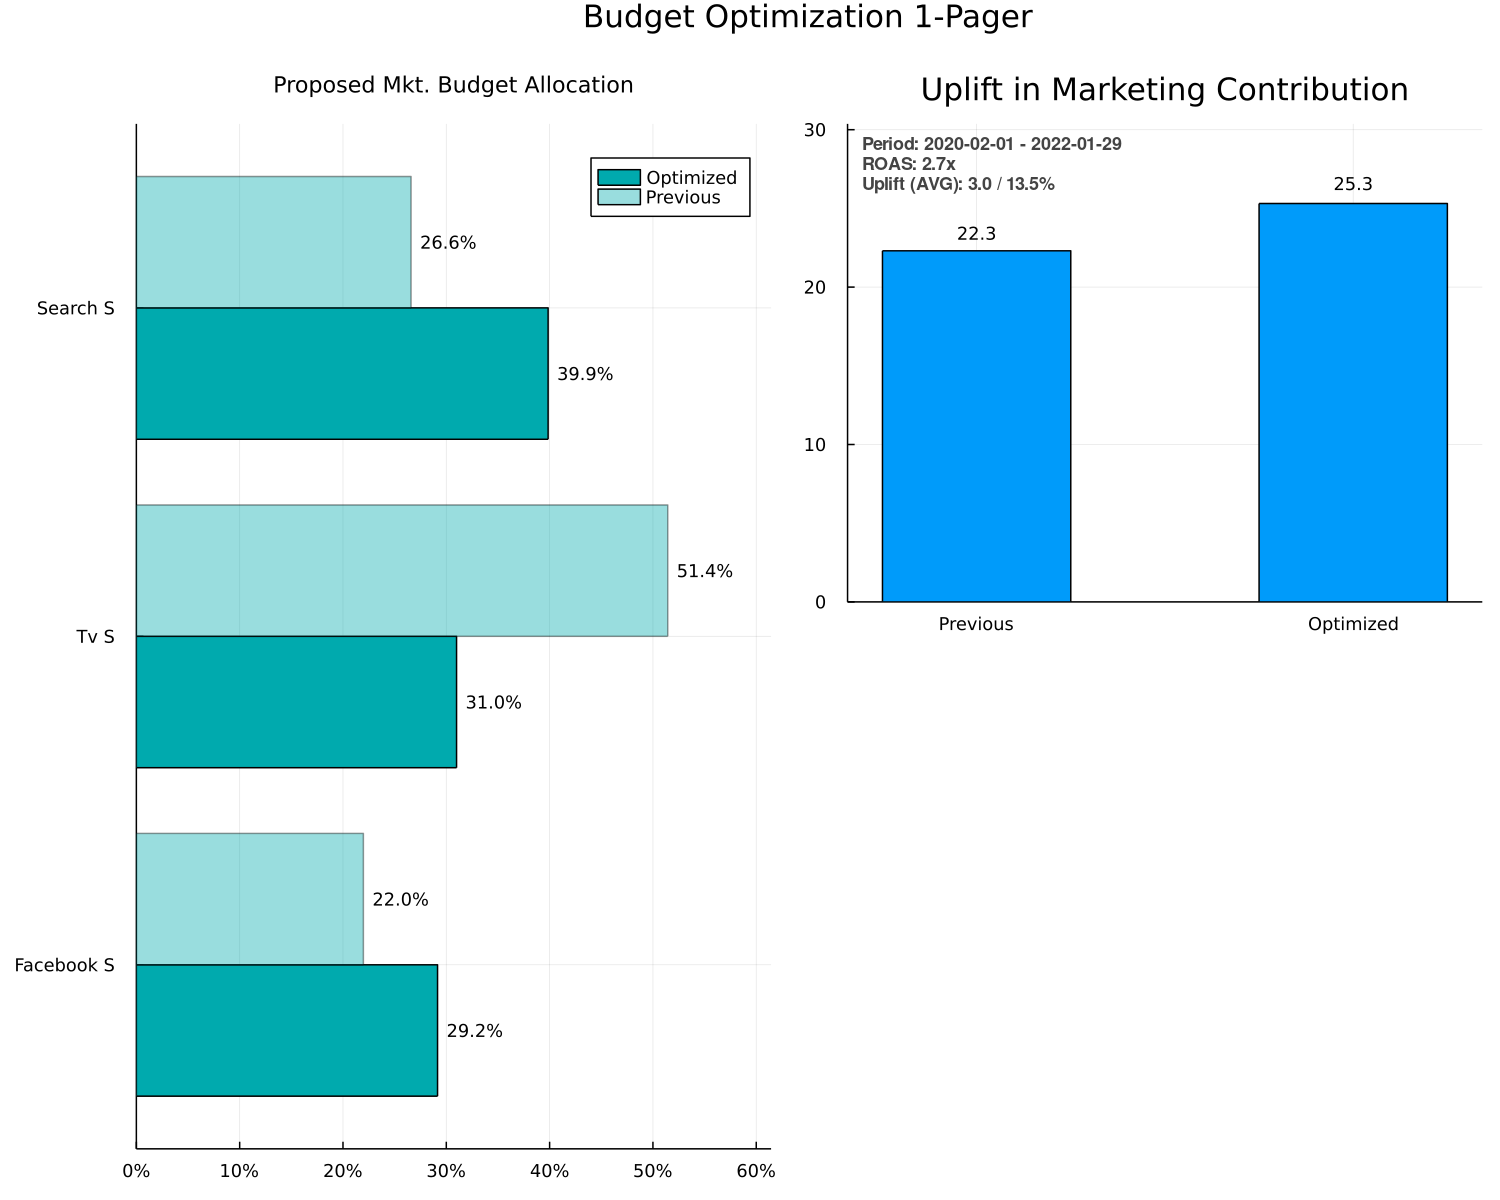 Budget Optimization 1-Pager
Proposed Mkt. Budget Allocation
Optimized
Previous
26.6%
Search S
39.9%
51.4%
Tv S
31.0%
22.0%
Facebook S
29.2%
0% 10% 20% 30% 40% 50% 60%
Uplift in Marketing Contribution
30
Period: 2020-02-01 - 2022-01-29
ROAS: 2.7x
Uplift (AVG): 3.0 / 13.5%
25.3
22.3
20
10
0
Previous Optimized